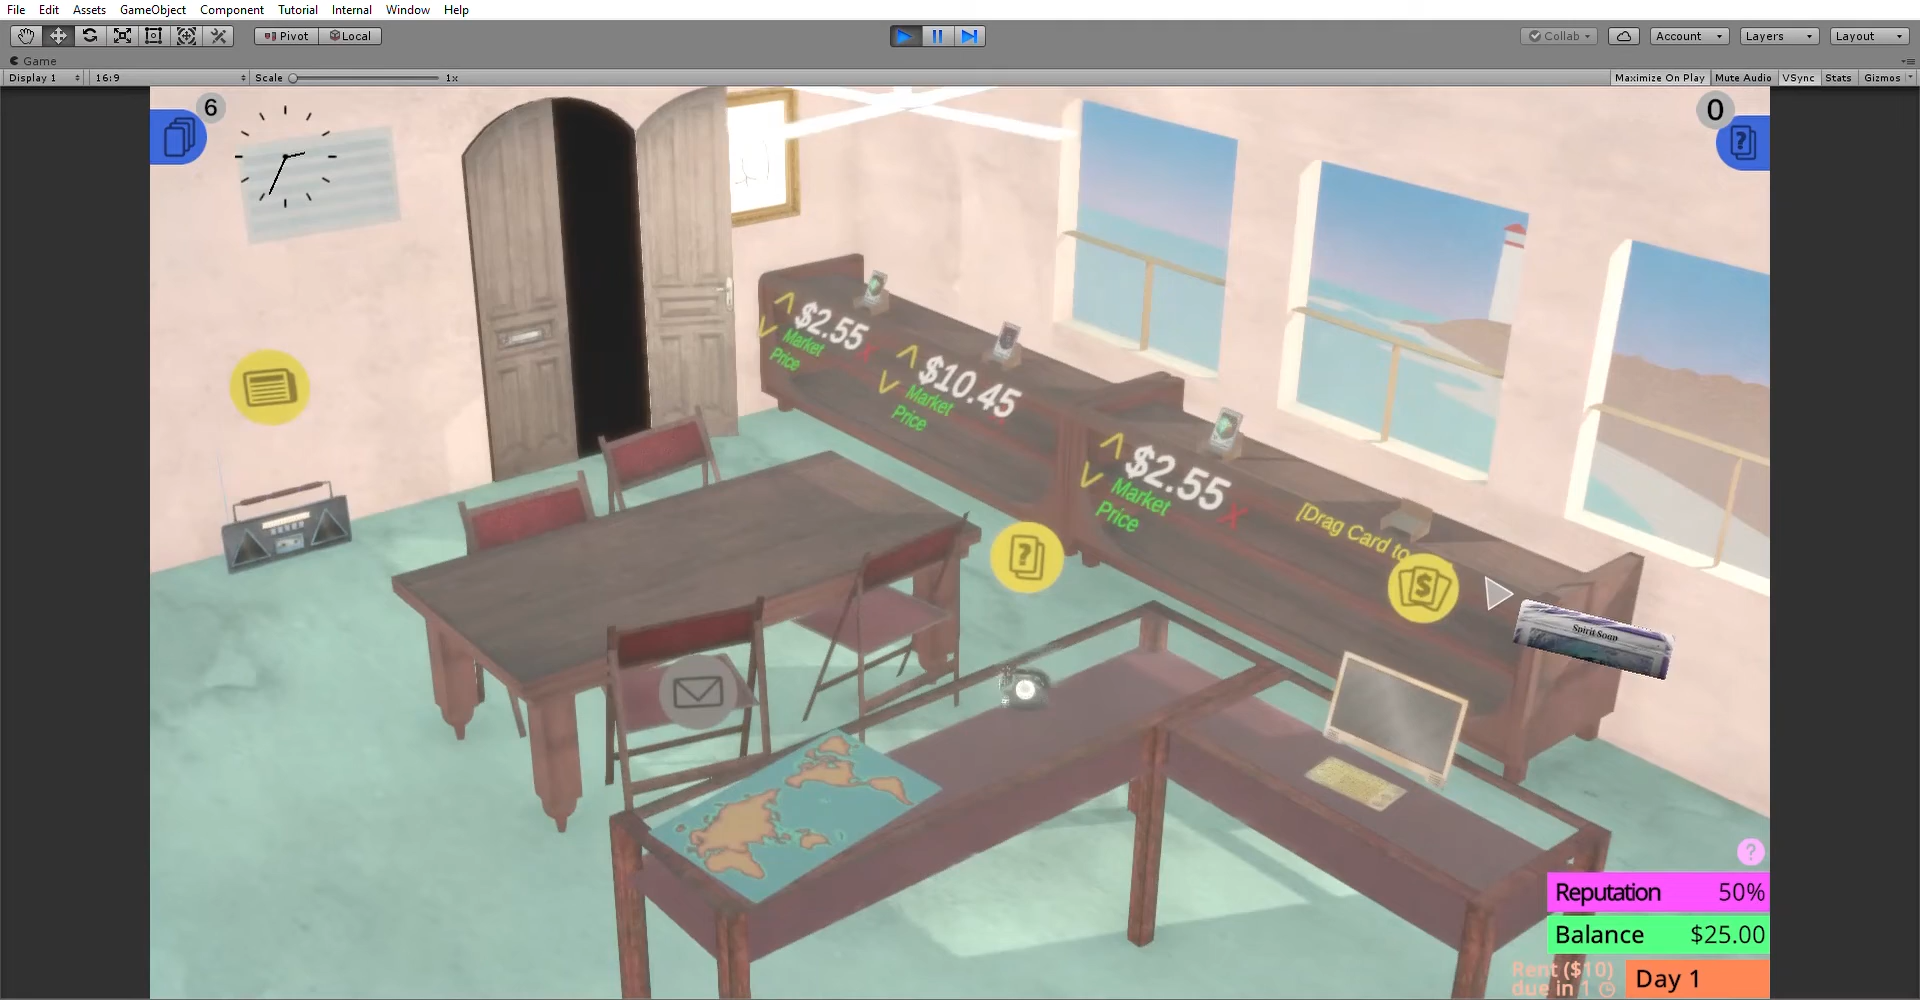 File Edit Assets GameObject Component Tutorial Internal Window Help
Pivot Local
Collab Account Layers Layout
Game
Display 1 16:9 Scale 1x Maximize On Play Mute Audio VSync Stats Gizmos
6
0
$2.55 X
Market
Price
$10.45
Market
Price
$2.55 X
Market
Price
[Drag Card to
Spirit Soap
?
Reputation 50%
Balance $25.00
Rent ($10)
due in 1
Day 1